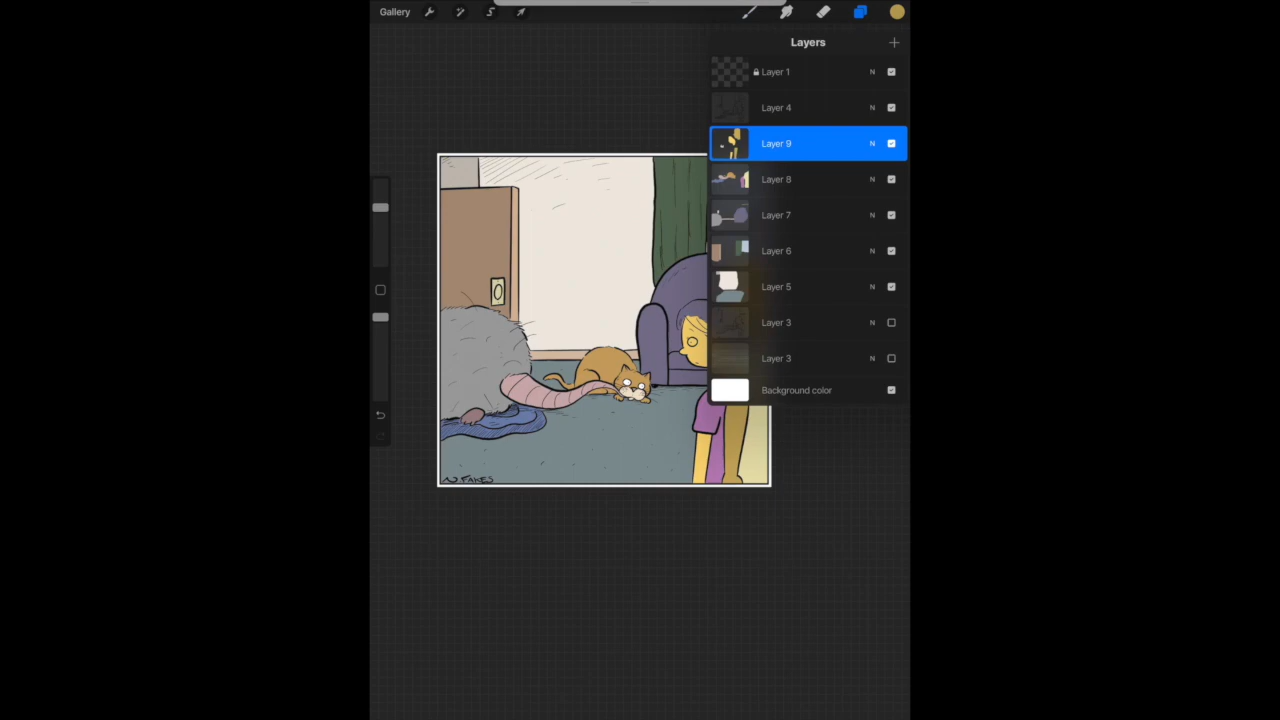 Gallery
Layers
Layer 1 N
Layer 4 N
Layer 9 N
Layer 8 N
Layer 7 N
Layer 6 N
Layer 5 N
Layer 3 N
Layer 3 N
Background color
N FAKES